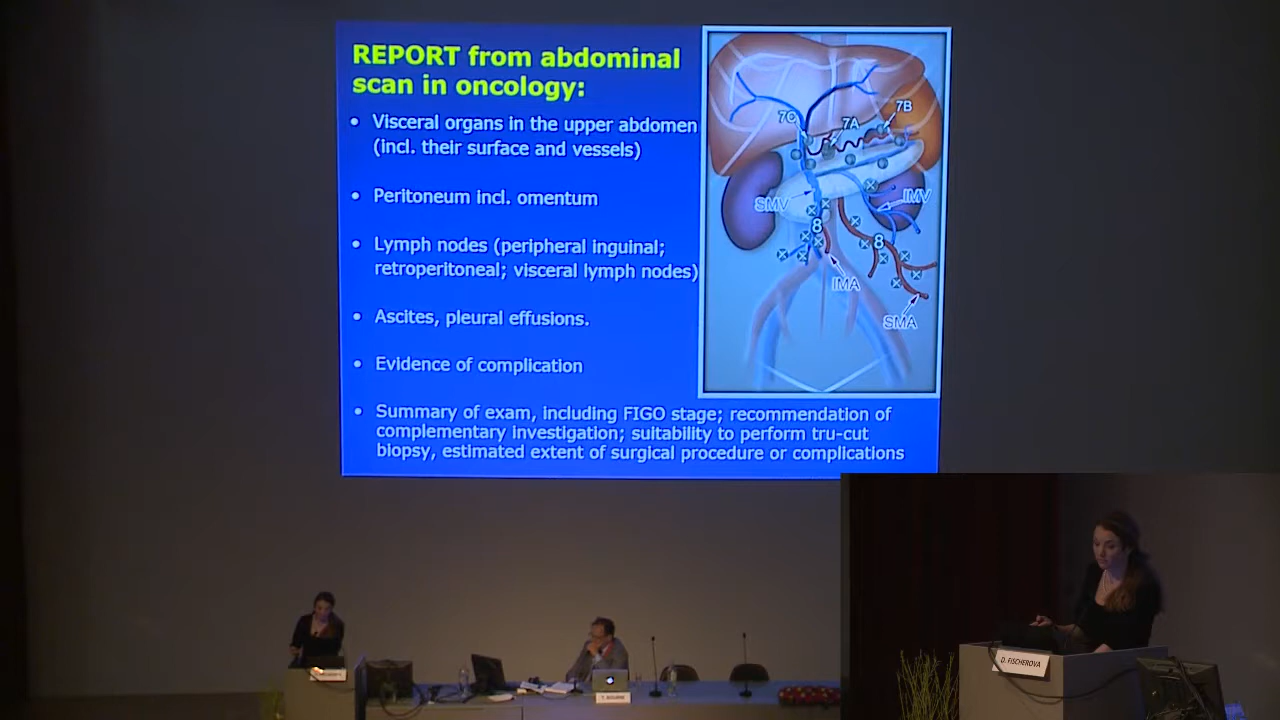 REPORT from abdominal
scan in oncology:
• Visceral organs in the upper abdomen
(incl. their surface and vessels)
• Peritoneum incl. omentum
• Lymph nodes (peripheral inguinal;
retroperitoneal; visceral lymph nodes)
• Ascites, pleural effusions.
• Evidence of complication
• Summary of exam, including FIGO stage; recommendation of
complementary investigation; suitability to perform tru-cut
biopsy, estimated extent of surgical procedure or complications
7C
7A
7B
SMV
IMV
8
8
IMA
SMA
D. FISCHEROVA
T. BOURNE